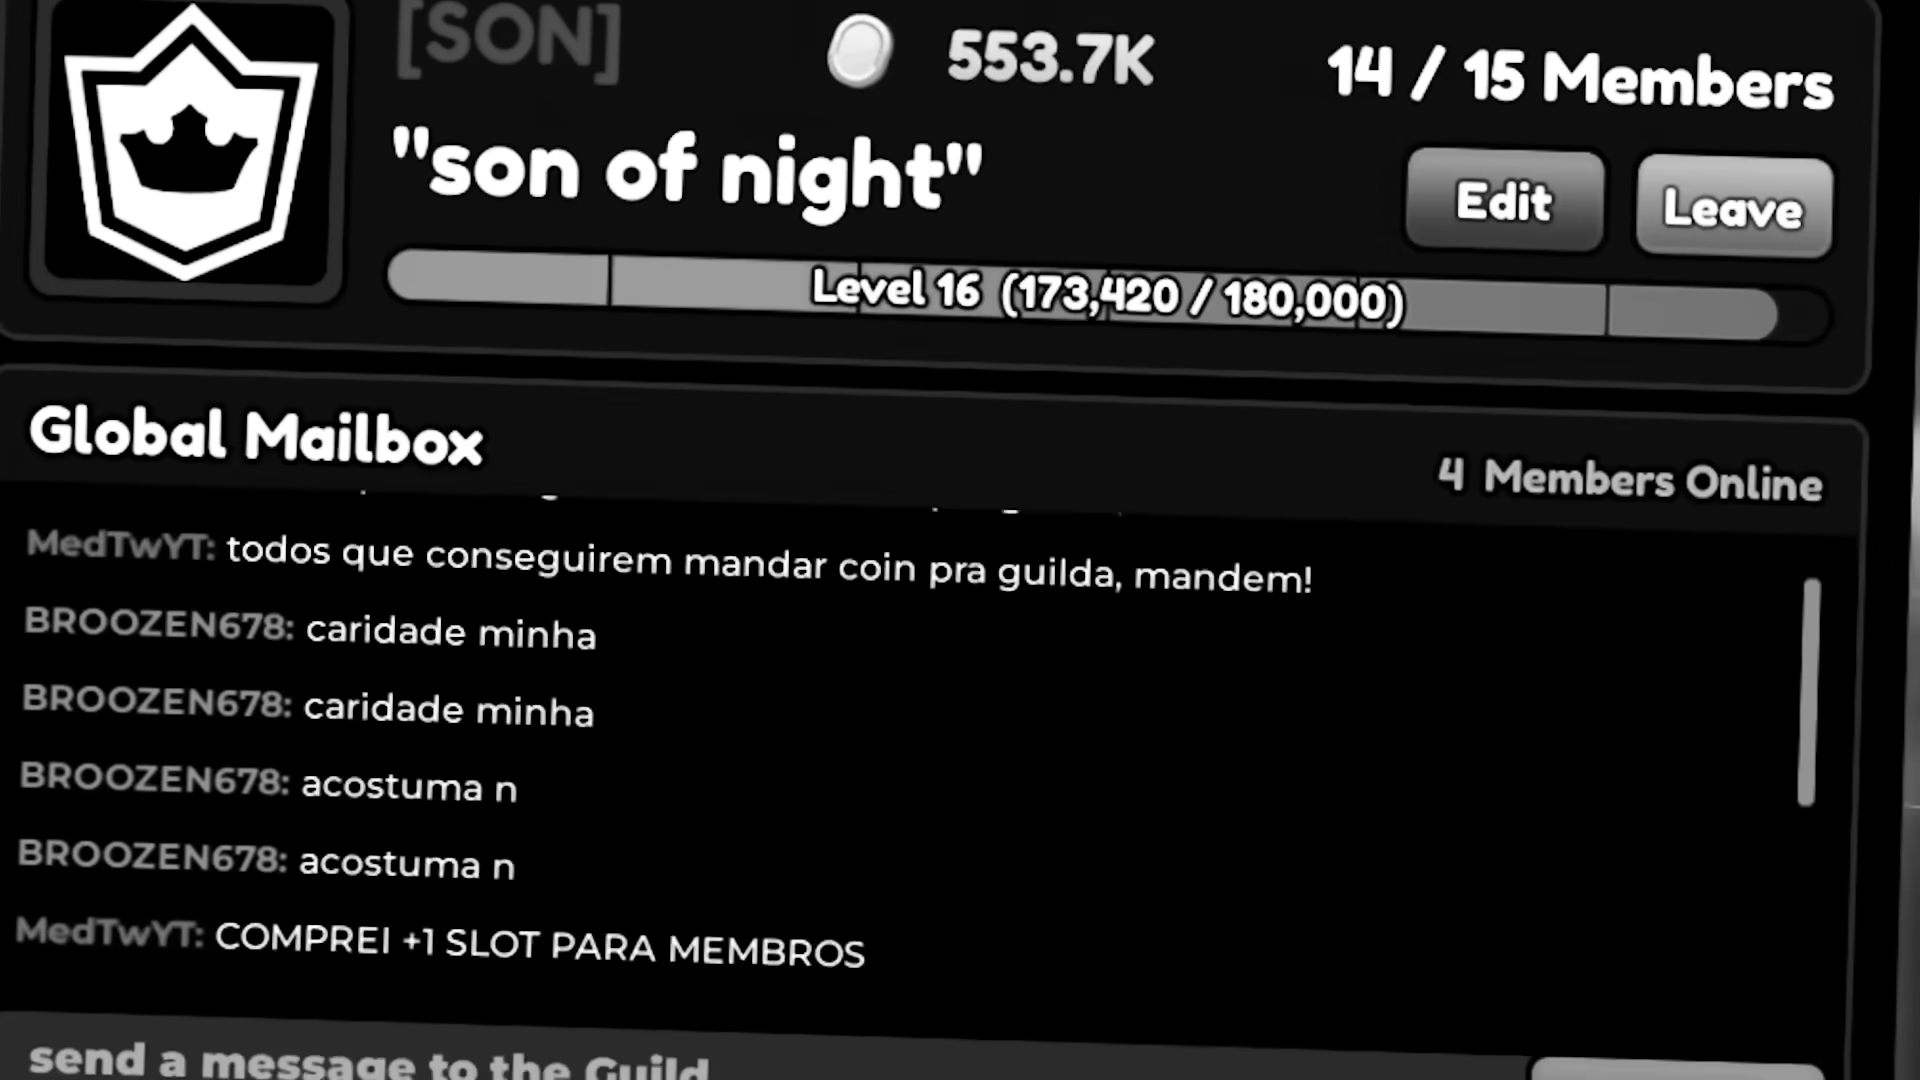 [SON]
553.7K
14 / 15 Members
"son of night"
Edit
Leave
Level 16 (173,420 / 180,000)
Global Mailbox
4 Members Online
MedTwYT: todos que conseguirem mandar coin pra guilda, mandem!
BROOZEN678: caridade minha
BROOZEN678: caridade minha
BROOZEN678: acostuma n
BROOZEN678: acostuma n
MedTwYT: COMPREI +1 SLOT PARA MEMBROS
send a message to the Guild